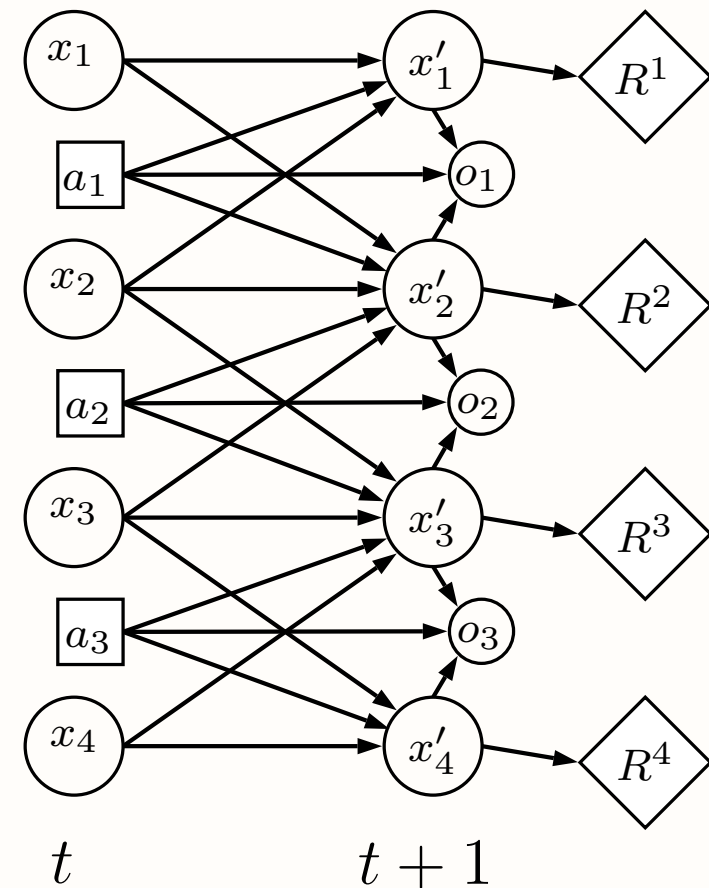 x₁ x′₁ R¹
a₁ o₁
x₂ x′₂ R²
a₂ o₂
x₃ x′₃ R³
a₃ o₃
x₄ x′₄ R⁴
t t + 1